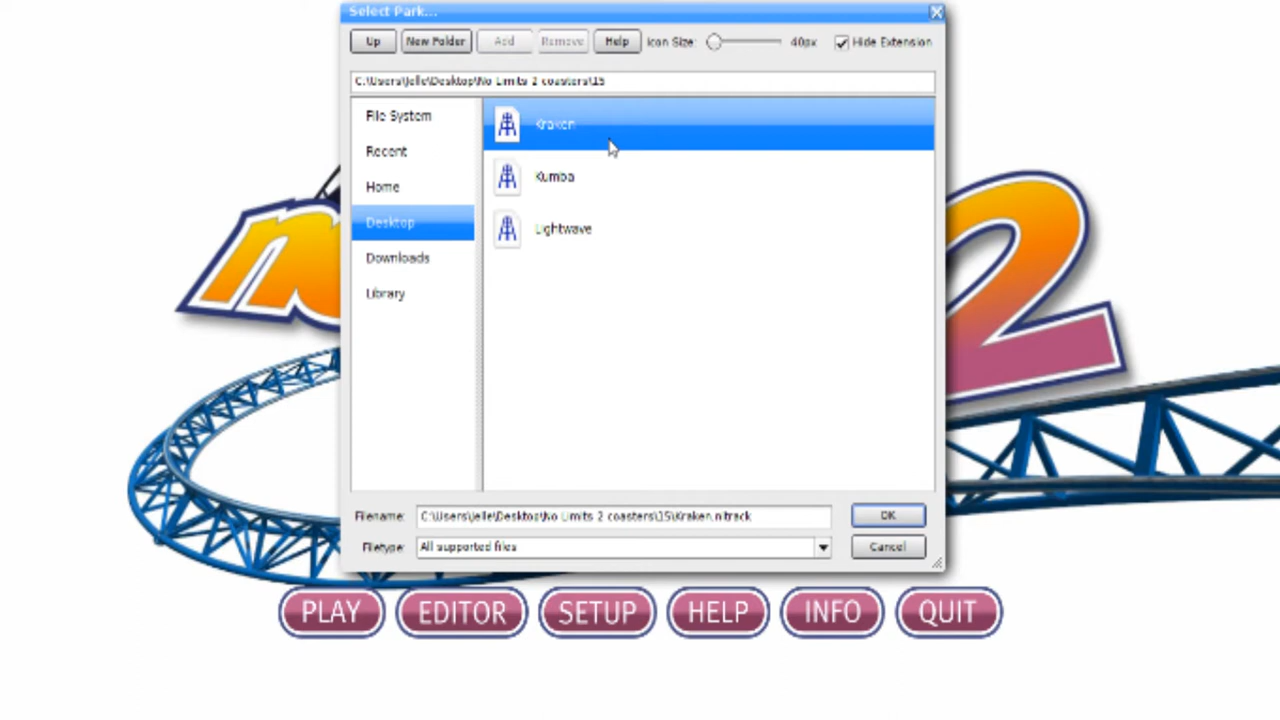 Select Park...
Up New Folder Add Remove Help Icon Size: 40px Hide Extension
C:\Users\Jelle\Desktop\No Limits 2 coasters\15
File System
Recent
Home
Desktop
Downloads
Library
Kraken
Kumba
Lightwave
n
2
Filename: C:\Users\Jelle\Desktop\No Limits 2 coasters\15\Kraken.nltrack OK
Filetype: All supported files Cancel
PLAY EDITOR SETUP HELP INFO QUIT